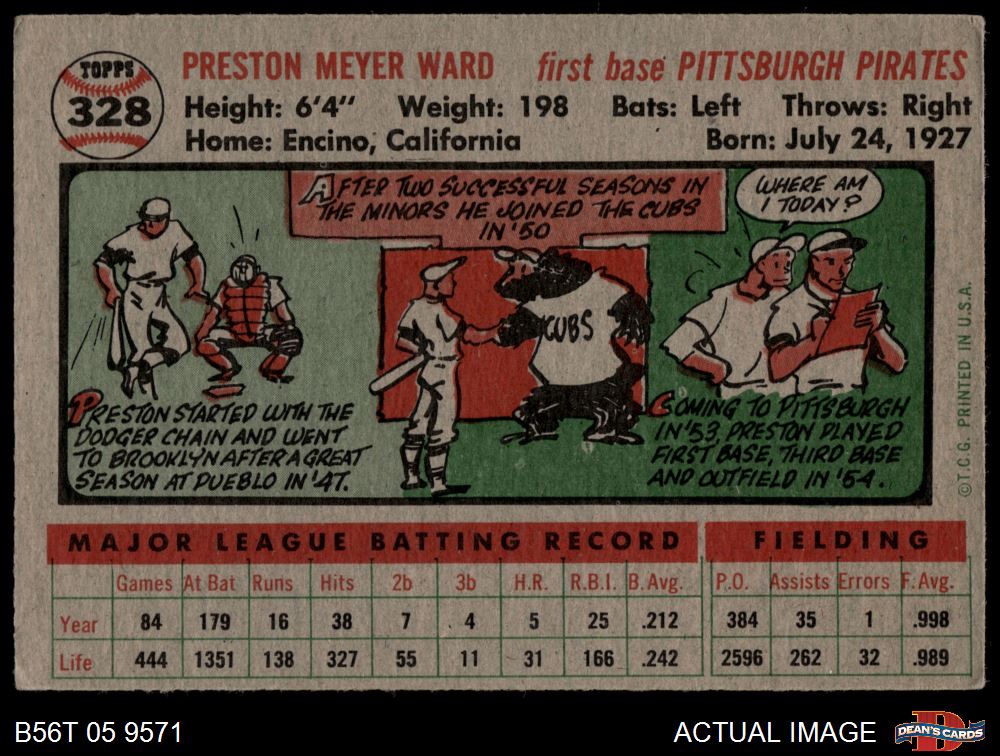 TOPPS
328
PRESTON MEYER WARD first base PITTSBURGH PIRATES
Height: 6'4" Weight: 198 Bats: Left Throws: Right
Home: Encino, California Born: July 24, 1927
AFTER TWO SUCCESSFUL SEASONS IN
THE MINORS HE JOINED THE CUBS
IN '50
WHERE AM
I TODAY?
CUBS
PRESTON STARTED WITH THE
DODGER CHAIN AND WENT
TO BROOKLYN AFTER A GREAT
SEASON AT PUEBLO IN '47.
COMING TO PITTSBURGH
IN '53, PRESTON PLAYED
FIRST BASE, THIRD BASE
AND OUTFIELD IN '54.
©T.C.G. PRINTED IN U.S.A.
MAJOR LEAGUE BATTING RECORD FIELDING
Games At Bat Runs Hits 2b 3b H.R. R.B.I. B.Avg. P.O. Assists Errors F.Avg.
Year 84 179 16 38 7 4 5 25 .212 384 35 1 .998
Life 444 1351 138 327 55 11 31 166 .242 2596 262 32 .989
B56T 05 9571 ACTUAL IMAGE DEAN'S CARDS